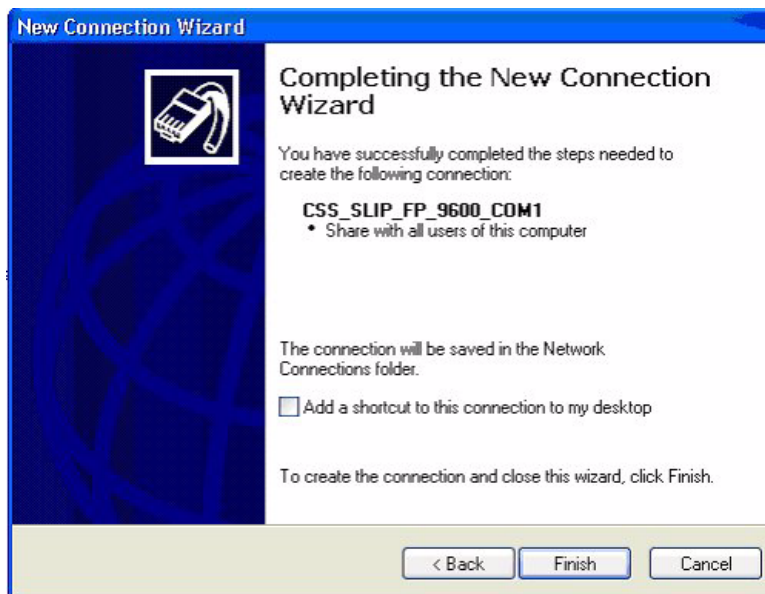 New Connection Wizard
Completing the New Connection
Wizard
You have successfully completed the steps needed to
create the following connection:
CSS_SLIP_FP_9600_COM1
• Share with all users of this computer
The connection will be saved in the Network
Connections folder.
Add a shortcut to this connection to my desktop
To create the connection and close this wizard, click Finish.
< Back Finish Cancel